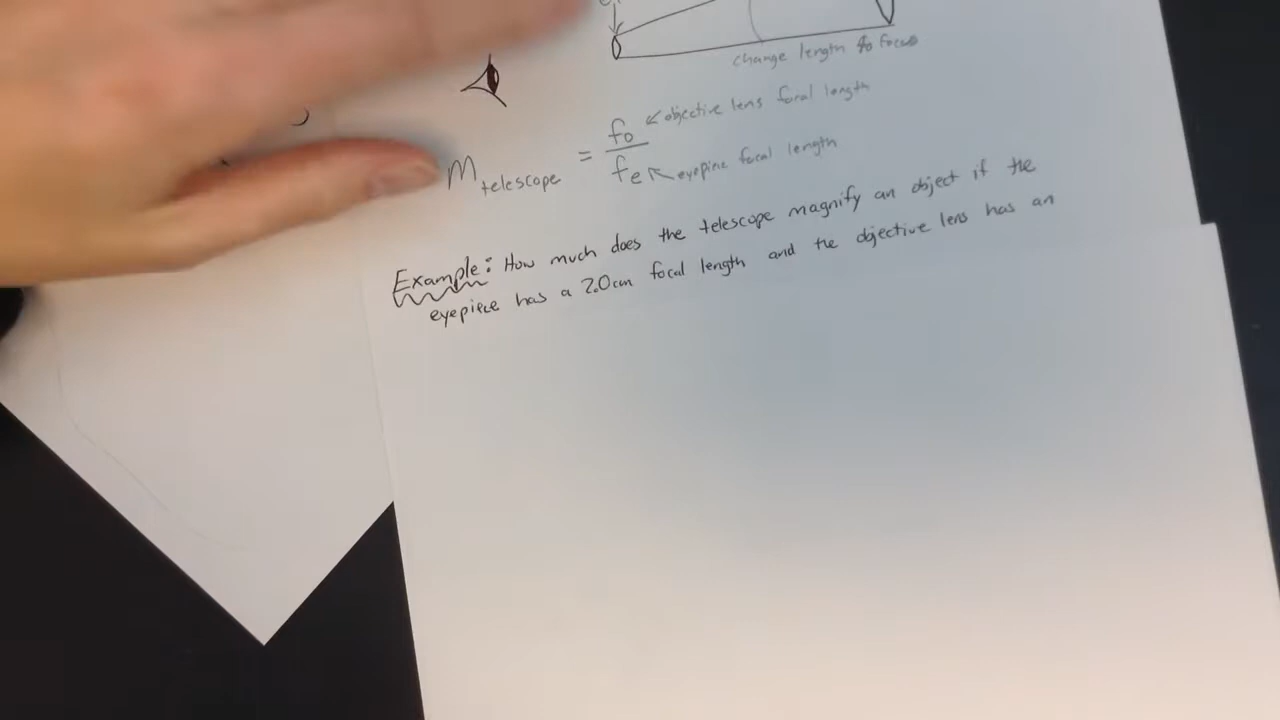 change length to focus
M telescope = fo / fe
objective lens focal length
eyepiece focal length
Example: How much does the telescope magnify an object if the
eyepiece has a 2.0cm focal length and the objective lens has an